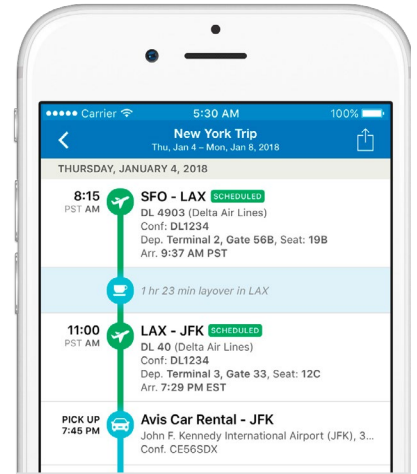 Carrier 5:30 AM 100%
New York Trip
Thu, Jan 4 – Mon, Jan 8, 2018
THURSDAY, JANUARY 4, 2018
8:15 SFO - LAX SCHEDULED
PST AM DL 4903 (Delta Air Lines)
Conf: DL1234
Dep. Terminal 2, Gate 56B, Seat: 19B
Arr. 9:37 AM PST
1 hr 23 min layover in LAX
11:00 LAX - JFK SCHEDULED
PST AM DL 40 (Delta Air Lines)
Conf: DL1234
Dep. Terminal 3, Gate 33, Seat: 12C
Arr. 7:29 PM EST
PICK UP Avis Car Rental - JFK
7:45 PM John F. Kennedy International Airport (JFK), 3...
Conf. CE56SDX